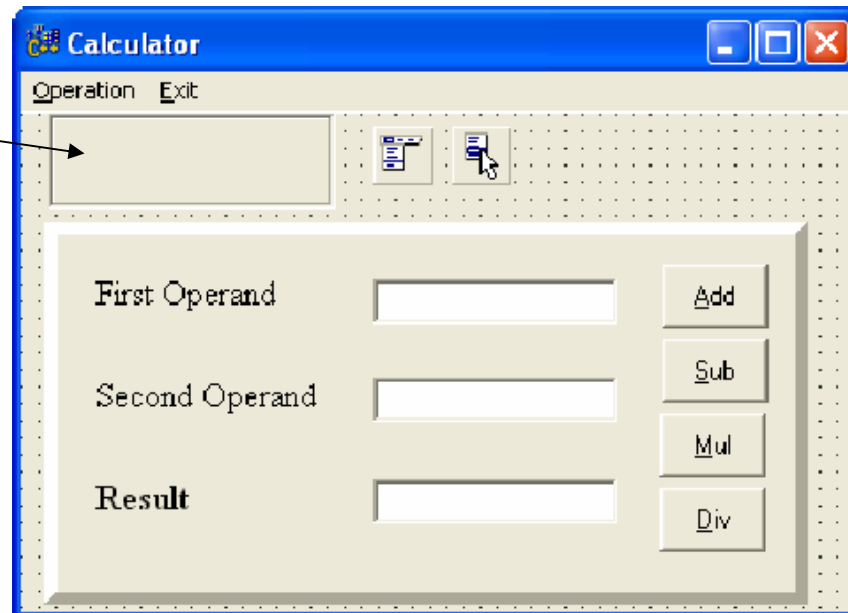 Calculator
Operation Exit
First Operand
Add
Sub
Second Operand
Mul
Result
Div